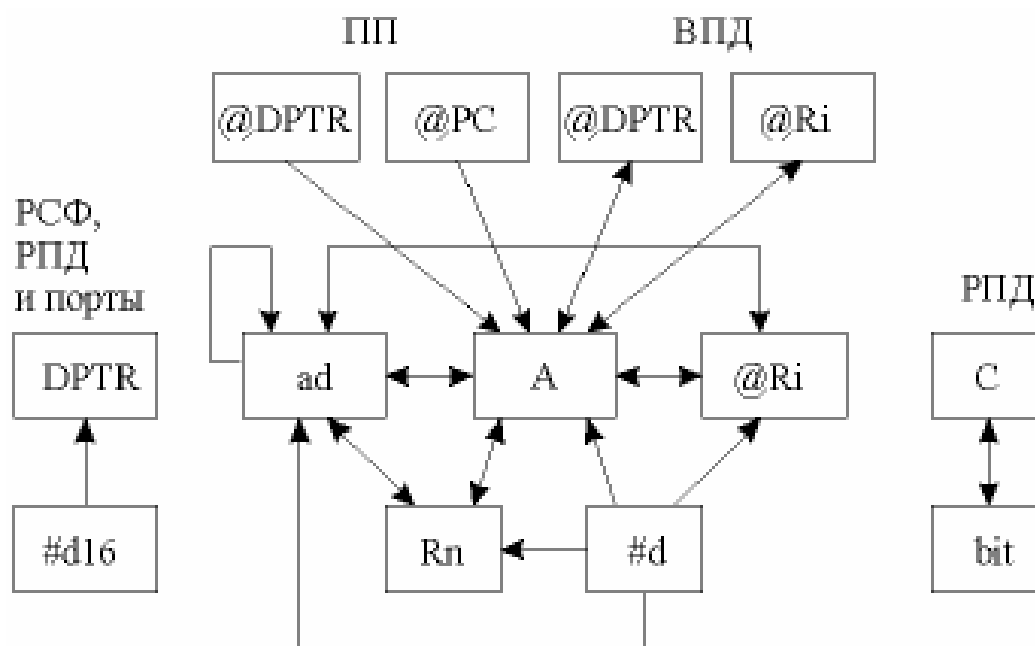 ПП ВПД
@DPTR @PC @DPTR @Ri
РСФ,
РПД
и порты
РПД
DPTR ad A @Ri C
#d16 Rn #d bit